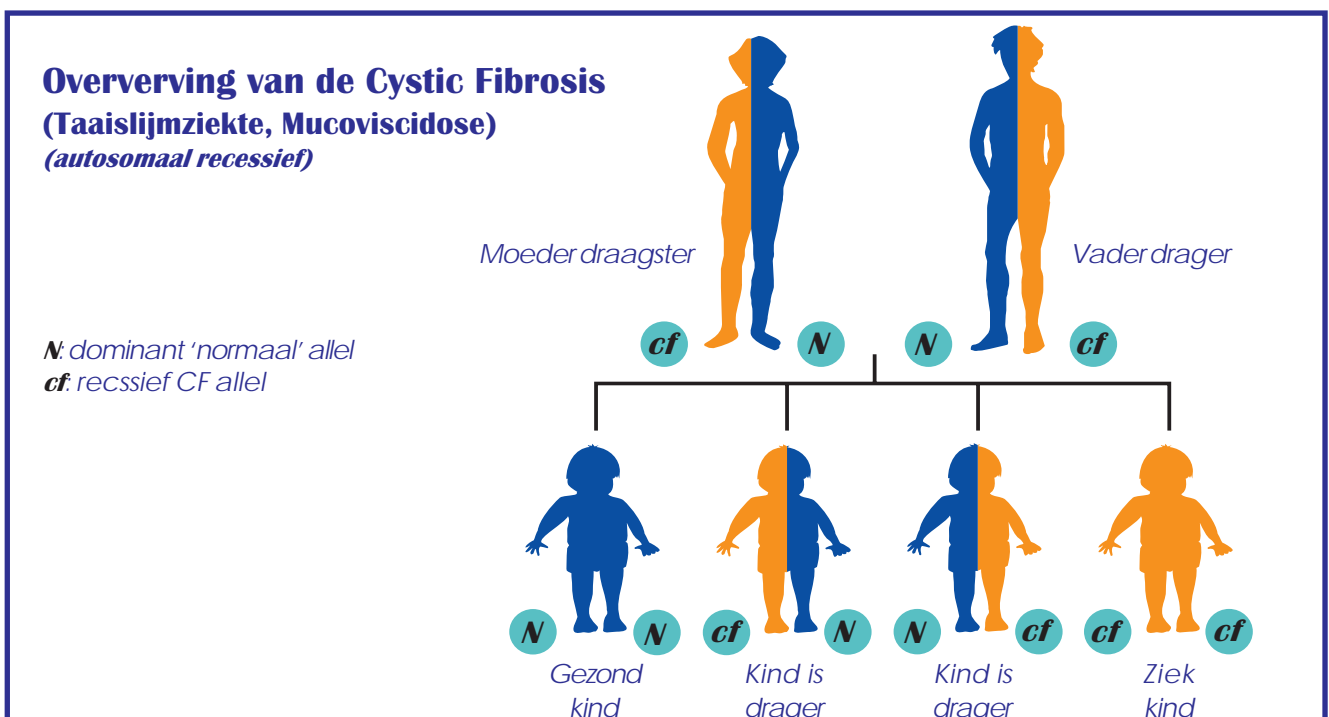 Oververving van de Cystic Fibrosis
(Taaislijmziekte, Mucoviscidose)
(autosomaal recessief)
Moeder draagster
Vader drager
N: dominant ‘normaal’ allel
cf: recssief CF allel
cf N N cf
N N cf N N cf cf cf
Gezond kind
Kind is drager
Kind is drager
Ziek kind